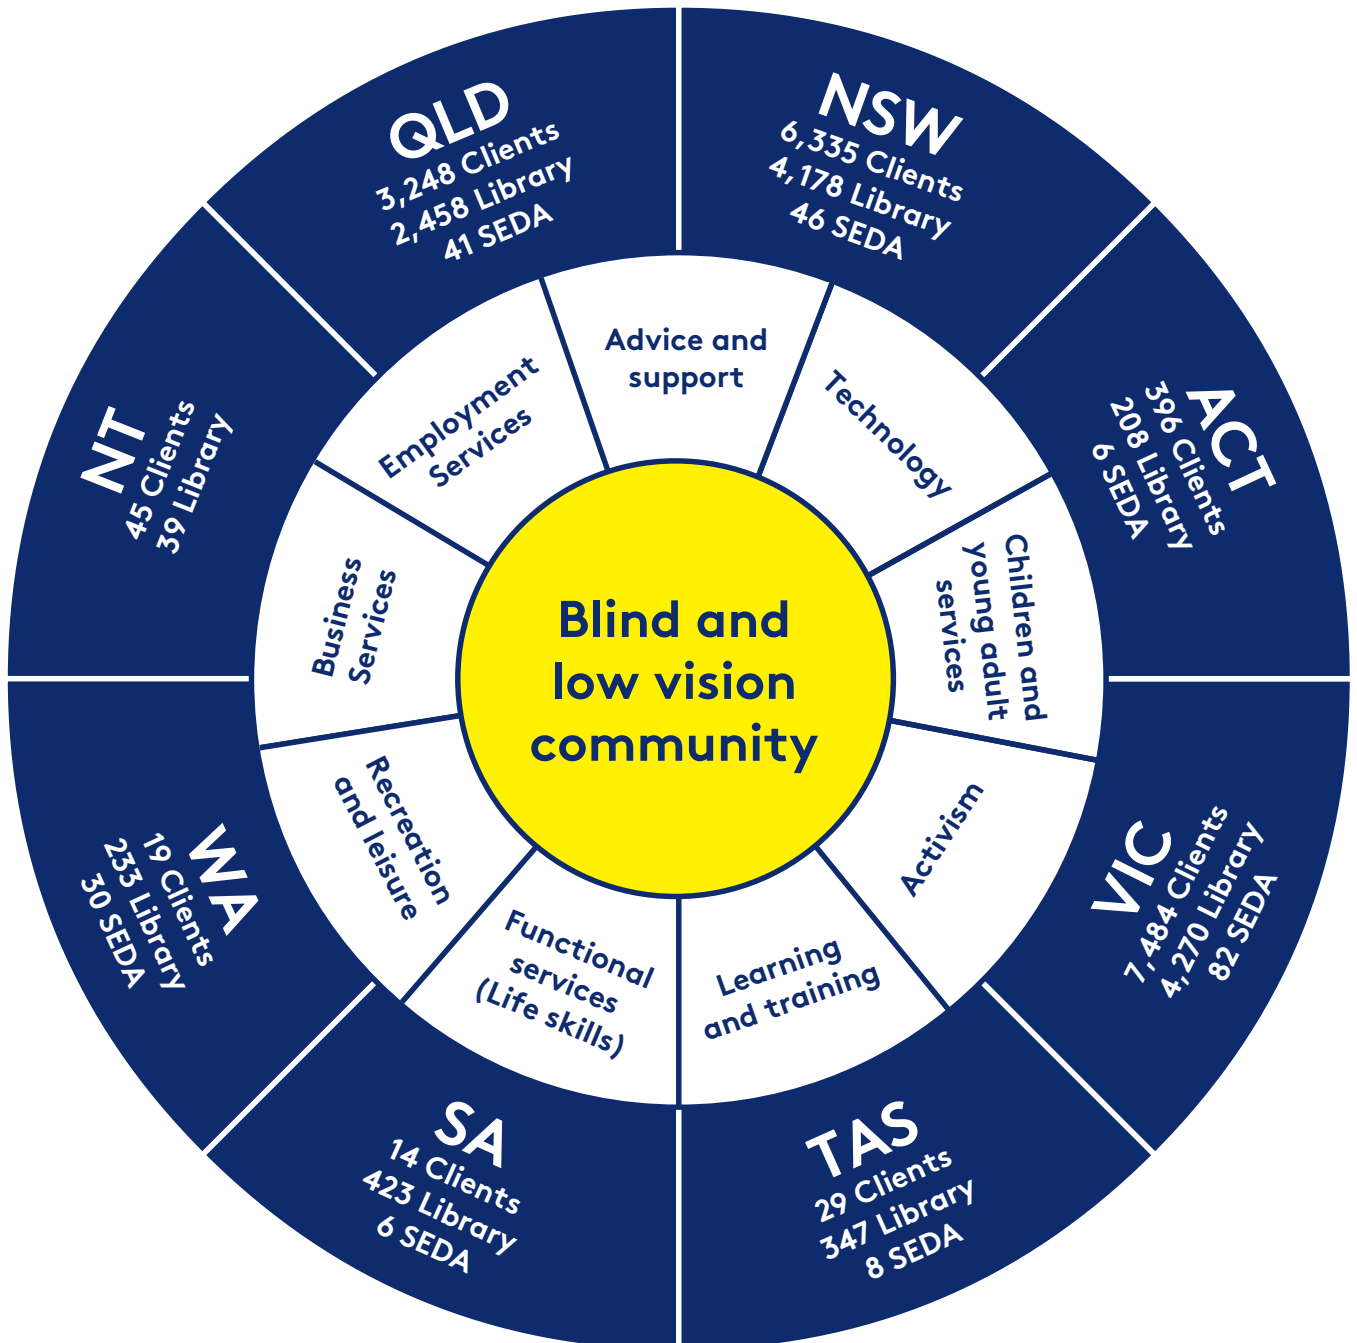 QLD
3,248 Clients
2,458 Library
41 SEDA
NSW
6,335 Clients
4,178 Library
46 SEDA
ACT
396 Clients
208 Library
6 SEDA
VIC
7,484 Clients
4,270 Library
82 SEDA
TAS
29 Clients
347 Library
8 SEDA
SA
14 Clients
423 Library
6 SEDA
WA
19 Clients
233 Library
30 SEDA
NT
45 Clients
39 Library
Advice and
support
Technology
Children and
young adult
services
Activism
Learning
and training
Functional
services
(Life skills)
Recreation
and leisure
Business
Services
Employment
Services
Blind and
low vision
community